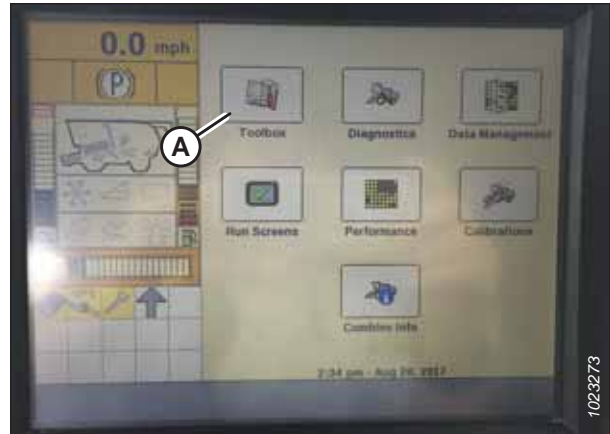 0.0 mph
(P)
A
Toolbox
Diagnostics
Data Management
Run Screens
Performance
Calibrations
Combine Info
2:34 pm - Aug 24, 2017
1023273